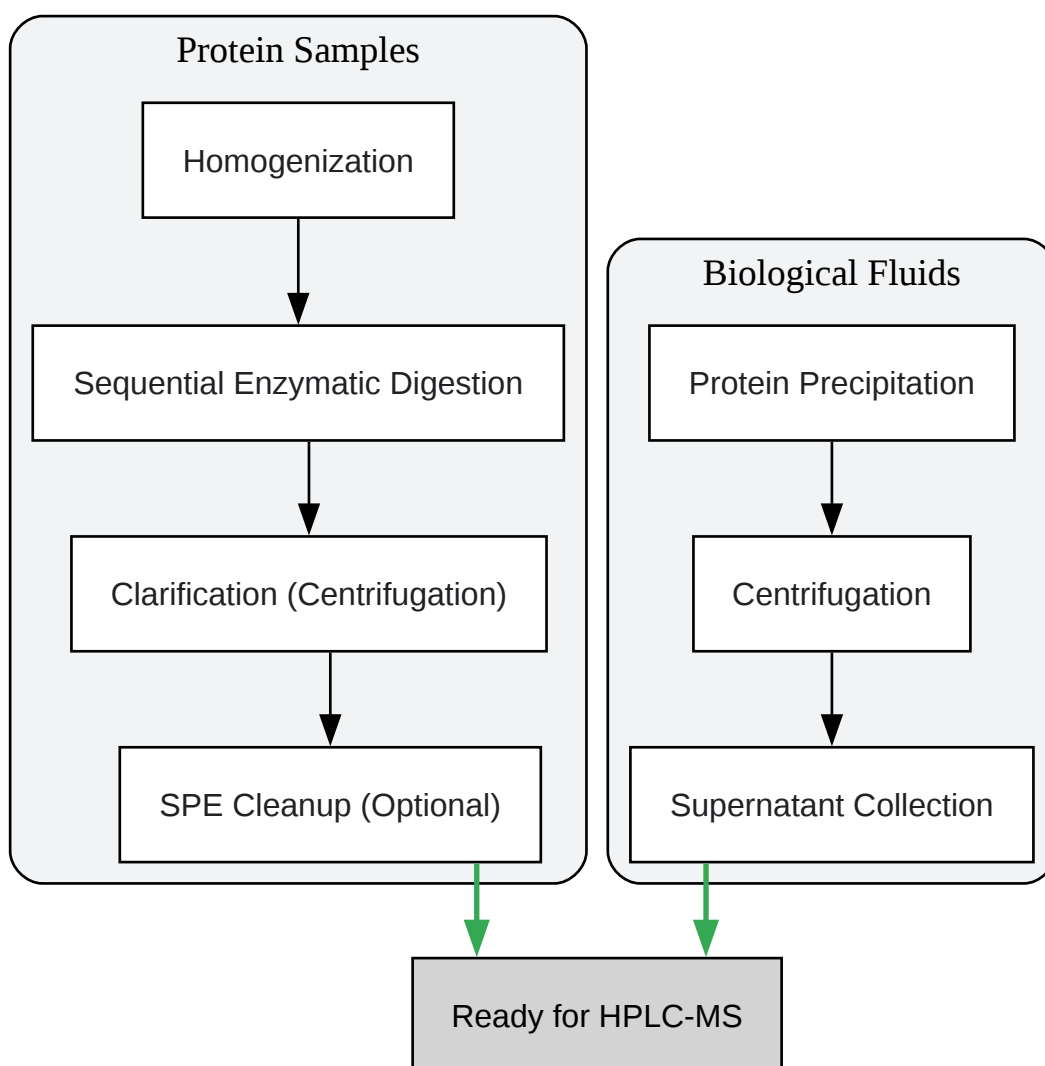 Protein Samples
Homogenization
Sequential Enzymatic Digestion
Clarification (Centrifugation)
SPE Cleanup (Optional)
Biological Fluids
Protein Precipitation
Centrifugation
Supernatant Collection
Ready for HPLC-MS